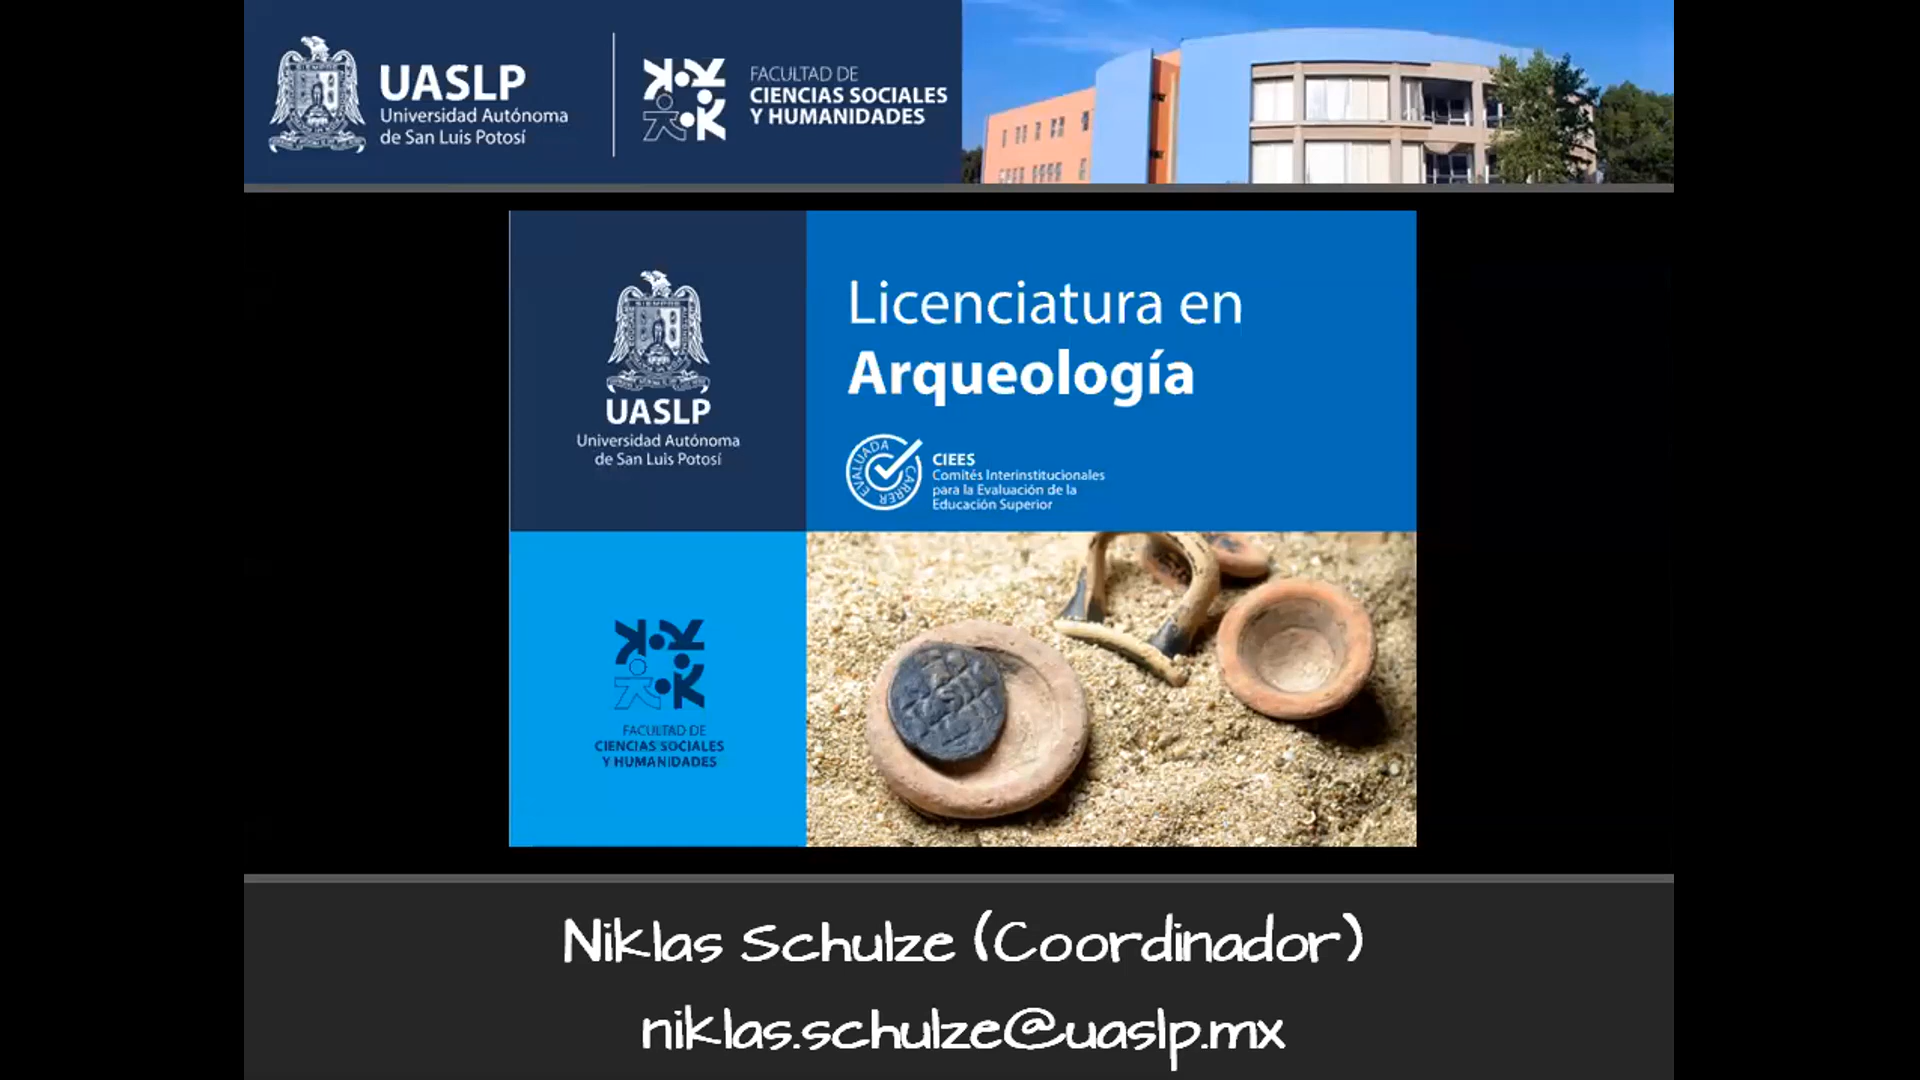 UASLP
Universidad Autónoma
de San Luis Potosí
FACULTAD DE
CIENCIAS SOCIALES
Y HUMANIDADES
UASLP
Universidad Autónoma
de San Luis Potosí
Licenciatura en
Arqueología
EVALUADA
CARRER
CIEES
Comités Interinstitucionales
para la Evaluación de la
Educación Superior
FACULTAD DE
CIENCIAS SOCIALES
Y HUMANIDADES
Niklas Schulze (Coordinador)
niklas.schulze@uaslp.mx